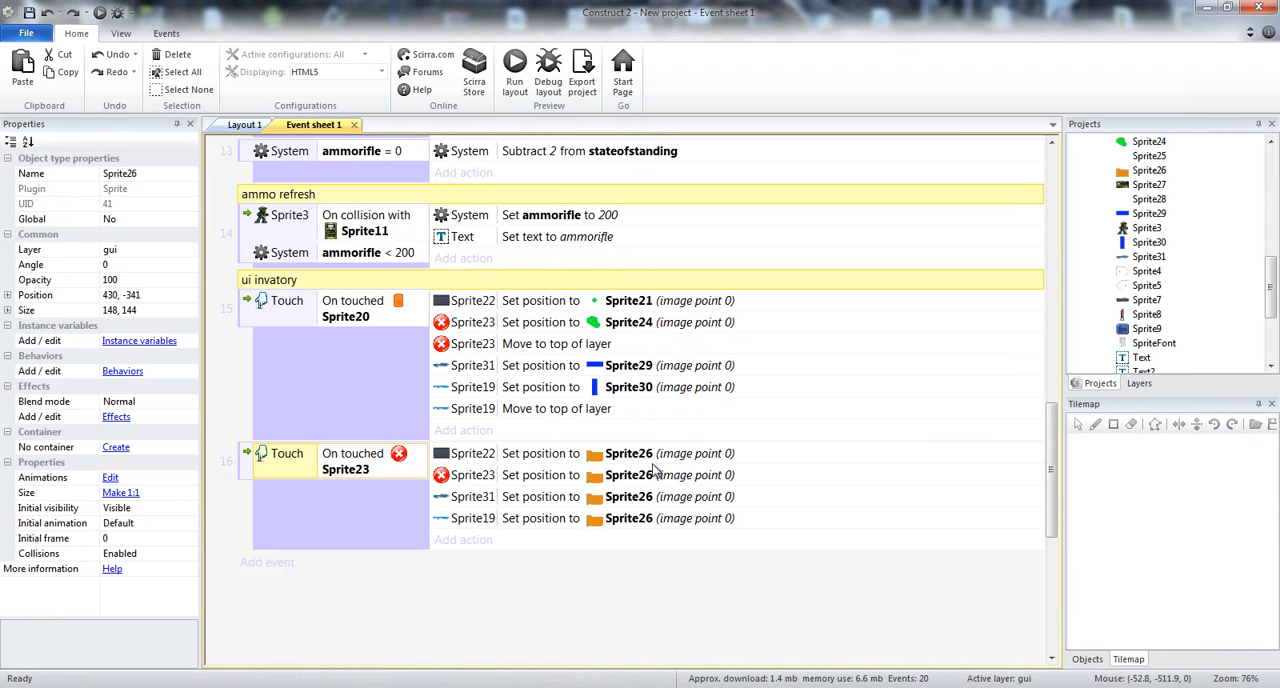 Construct 2 - New project - Event sheet 1
File Home View Events
Paste
Cut
Copy
Clipboard
Undo
Redo
Undo
Delete
Select All
Select None
Selection
Active configurations: All
Displaying: HTML5
Configurations
Scirra.com
Forums
Help
Scirra Store
Online
Run layout
Debug layout
Export project
Preview
Start Page
Go
Properties
Object type properties
Name Sprite26
Plugin Sprite
UID 41
Global No
Common
Layer gui
Angle 0
Opacity 100
Position 430, -341
Size 148, 144
Instance variables
Add / edit Instance variables
Behaviors
Add / edit Behaviors
Effects
Blend mode Normal
Add / edit Effects
Container
No container Create
Properties
Animations Edit
Size Make 1:1
Initial visibility Visible
Initial animation Default
Initial frame 0
Collisions Enabled
More information Help
Layout 1 Event sheet 1
13 System ammorifle = 0 System Subtract 2 from stateofstanding
Add action
ammo refresh
14 Sprite3 On collision with Sprite11 System Set ammorifle to 200
Text Set text to ammorifle
System ammorifle < 200 Add action
ui invatory
15 Touch On touched Sprite20 Sprite22 Set position to Sprite21 (image point 0)
Sprite23 Set position to Sprite24 (image point 0)
Sprite23 Move to top of layer
Sprite31 Set position to Sprite29 (image point 0)
Sprite19 Set position to Sprite30 (image point 0)
Sprite19 Move to top of layer
Add action
16 Touch On touched Sprite23 Sprite22 Set position to Sprite26 (image point 0)
Sprite23 Set position to Sprite26 (image point 0)
Sprite31 Set position to Sprite26 (image point 0)
Sprite19 Set position to Sprite26 (image point 0)
Add action
Add event
Projects
Sprite24
Sprite25
Sprite26
Sprite27
Sprite28
Sprite29
Sprite3
Sprite30
Sprite31
Sprite4
Sprite5
Sprite7
Sprite8
Sprite9
SpriteFont
Text
Text2
Projects Layers
Tilemap
Objects Tilemap
Ready
Approx. download: 1.4 mb memory use: 6.6 mb Events: 20
Active layer: gui
Mouse: (-52.8, -511.9, 0)
Zoom: 76%